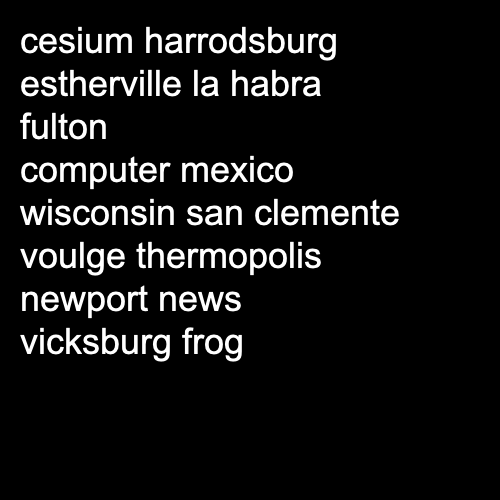 cesium harrodsburg
estherville la habra
fulton
computer mexico
wisconsin san clemente
voulge thermopolis
newport news
vicksburg frog